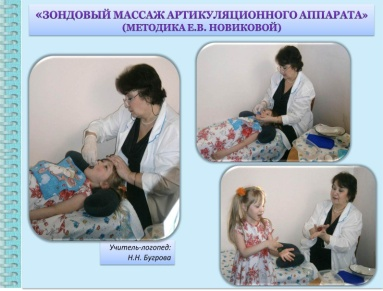 «ЗОНДОВЫЙ МАССАЖ АРТИКУЛЯЦИОННОГО АППАРАТА»
(МЕТОДИКА Е.В. НОВИКОВОЙ)
Учитель-логопед:
Н.Н. Бугрова